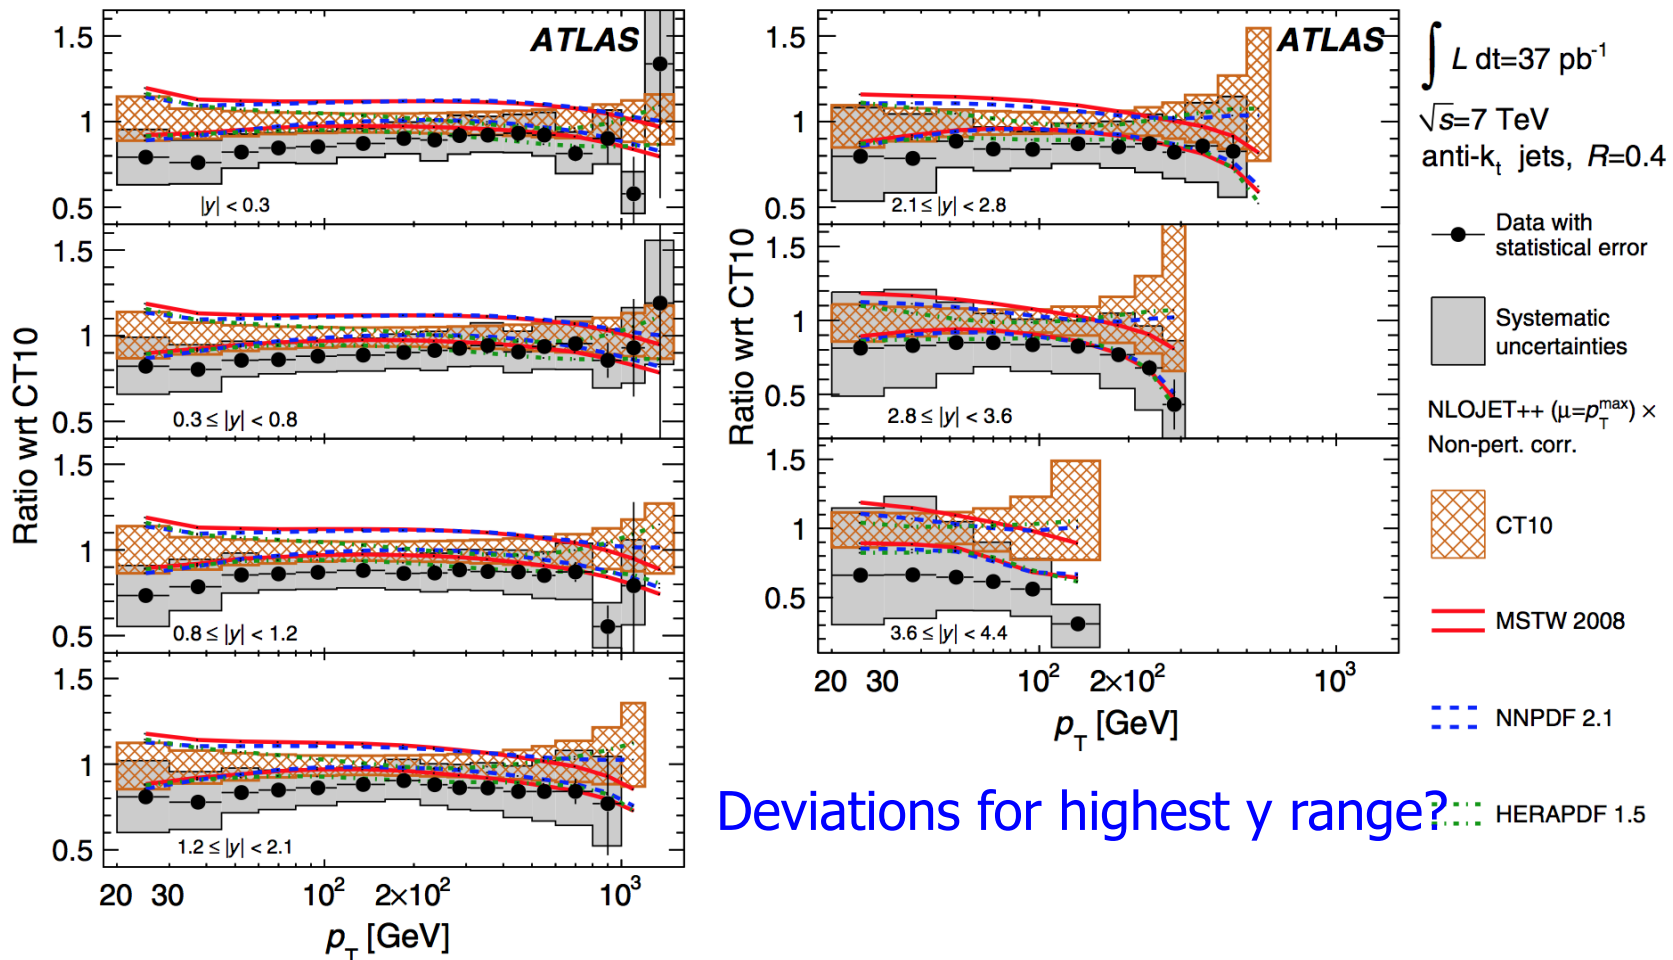 ATLAS
1.5
1
0.5
|y| < 0.3
1
0.5
0.3 ≤ |y| < 0.8
1.5
1
0.5
0.8 ≤ |y| < 1.2
1.5
1
0.5
1.2 ≤ |y| < 2.1
20 30 10² 2×10² 10³
p_T [GeV]
Ratio wrt CT10
ATLAS
1.5
1
0.5
2.1 ≤ |y| < 2.8
1.5
1
0.5
2.8 ≤ |y| < 3.6
1.5
1
0.5
3.6 ≤ |y| < 4.4
20 30 10² 2×10² 10³
p_T [GeV]
Ratio wrt CT10
∫ L dt=37 pb⁻¹
√s=7 TeV
anti-k_t jets, R=0.4
Data with
statistical error
Systematic
uncertainties
NLOJET++ (μ=p_T^max) ×
Non-pert. corr.
CT10
MSTW 2008
NNPDF 2.1
HERAPDF 1.5
Deviations for highest y range?